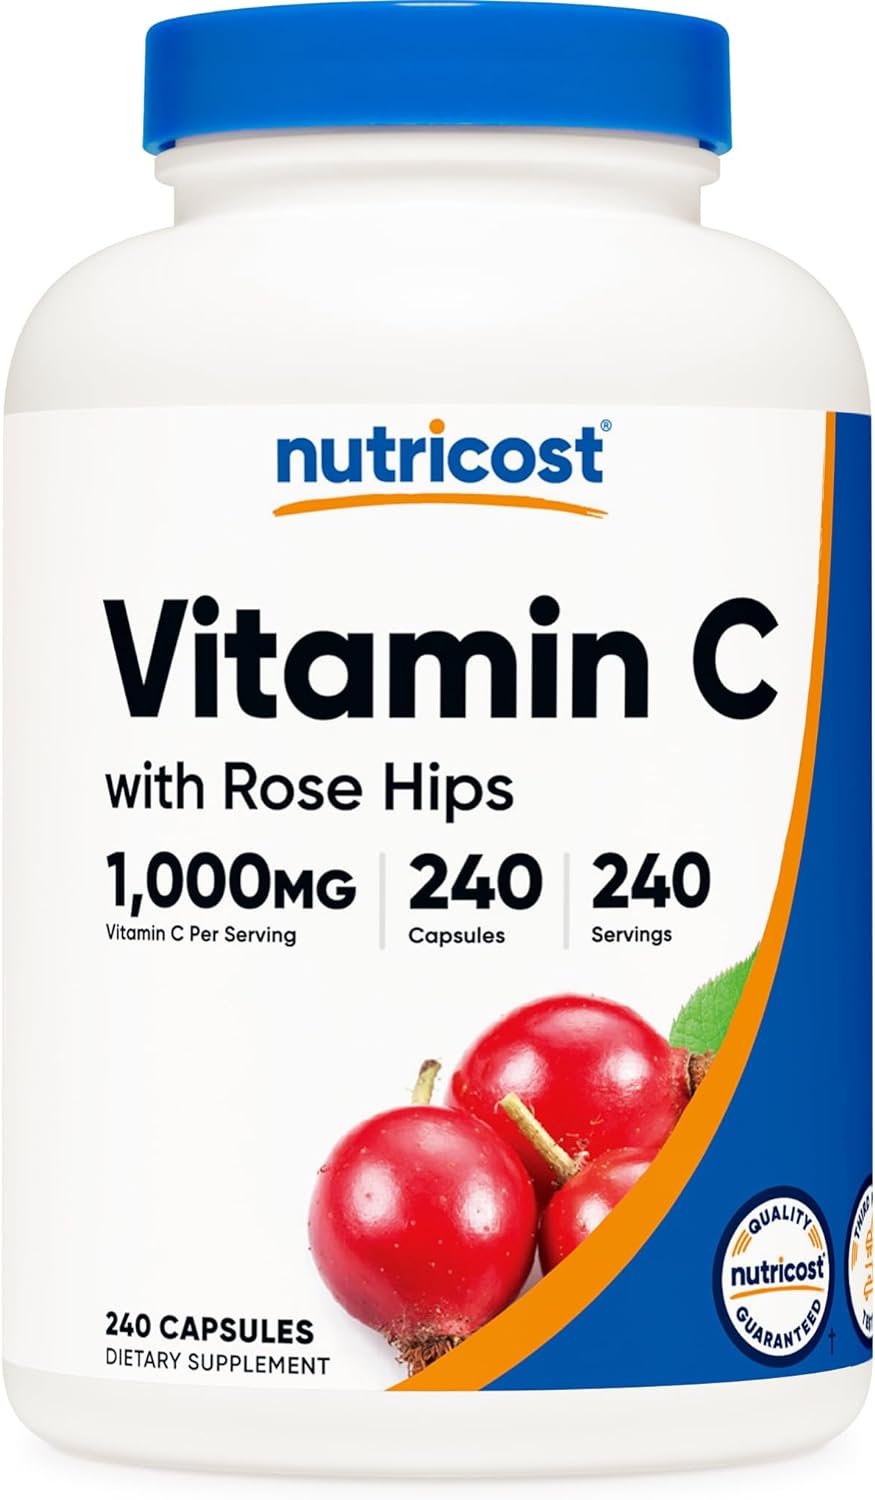 nutricost®
Vitamin C
with Rose Hips
1,000MG 240 240
Vitamin C Per Serving Capsules Servings
240 CAPSULES
DIETARY SUPPLEMENT
QUALITY
nutricost®
GUARANTEED
†
THIRD